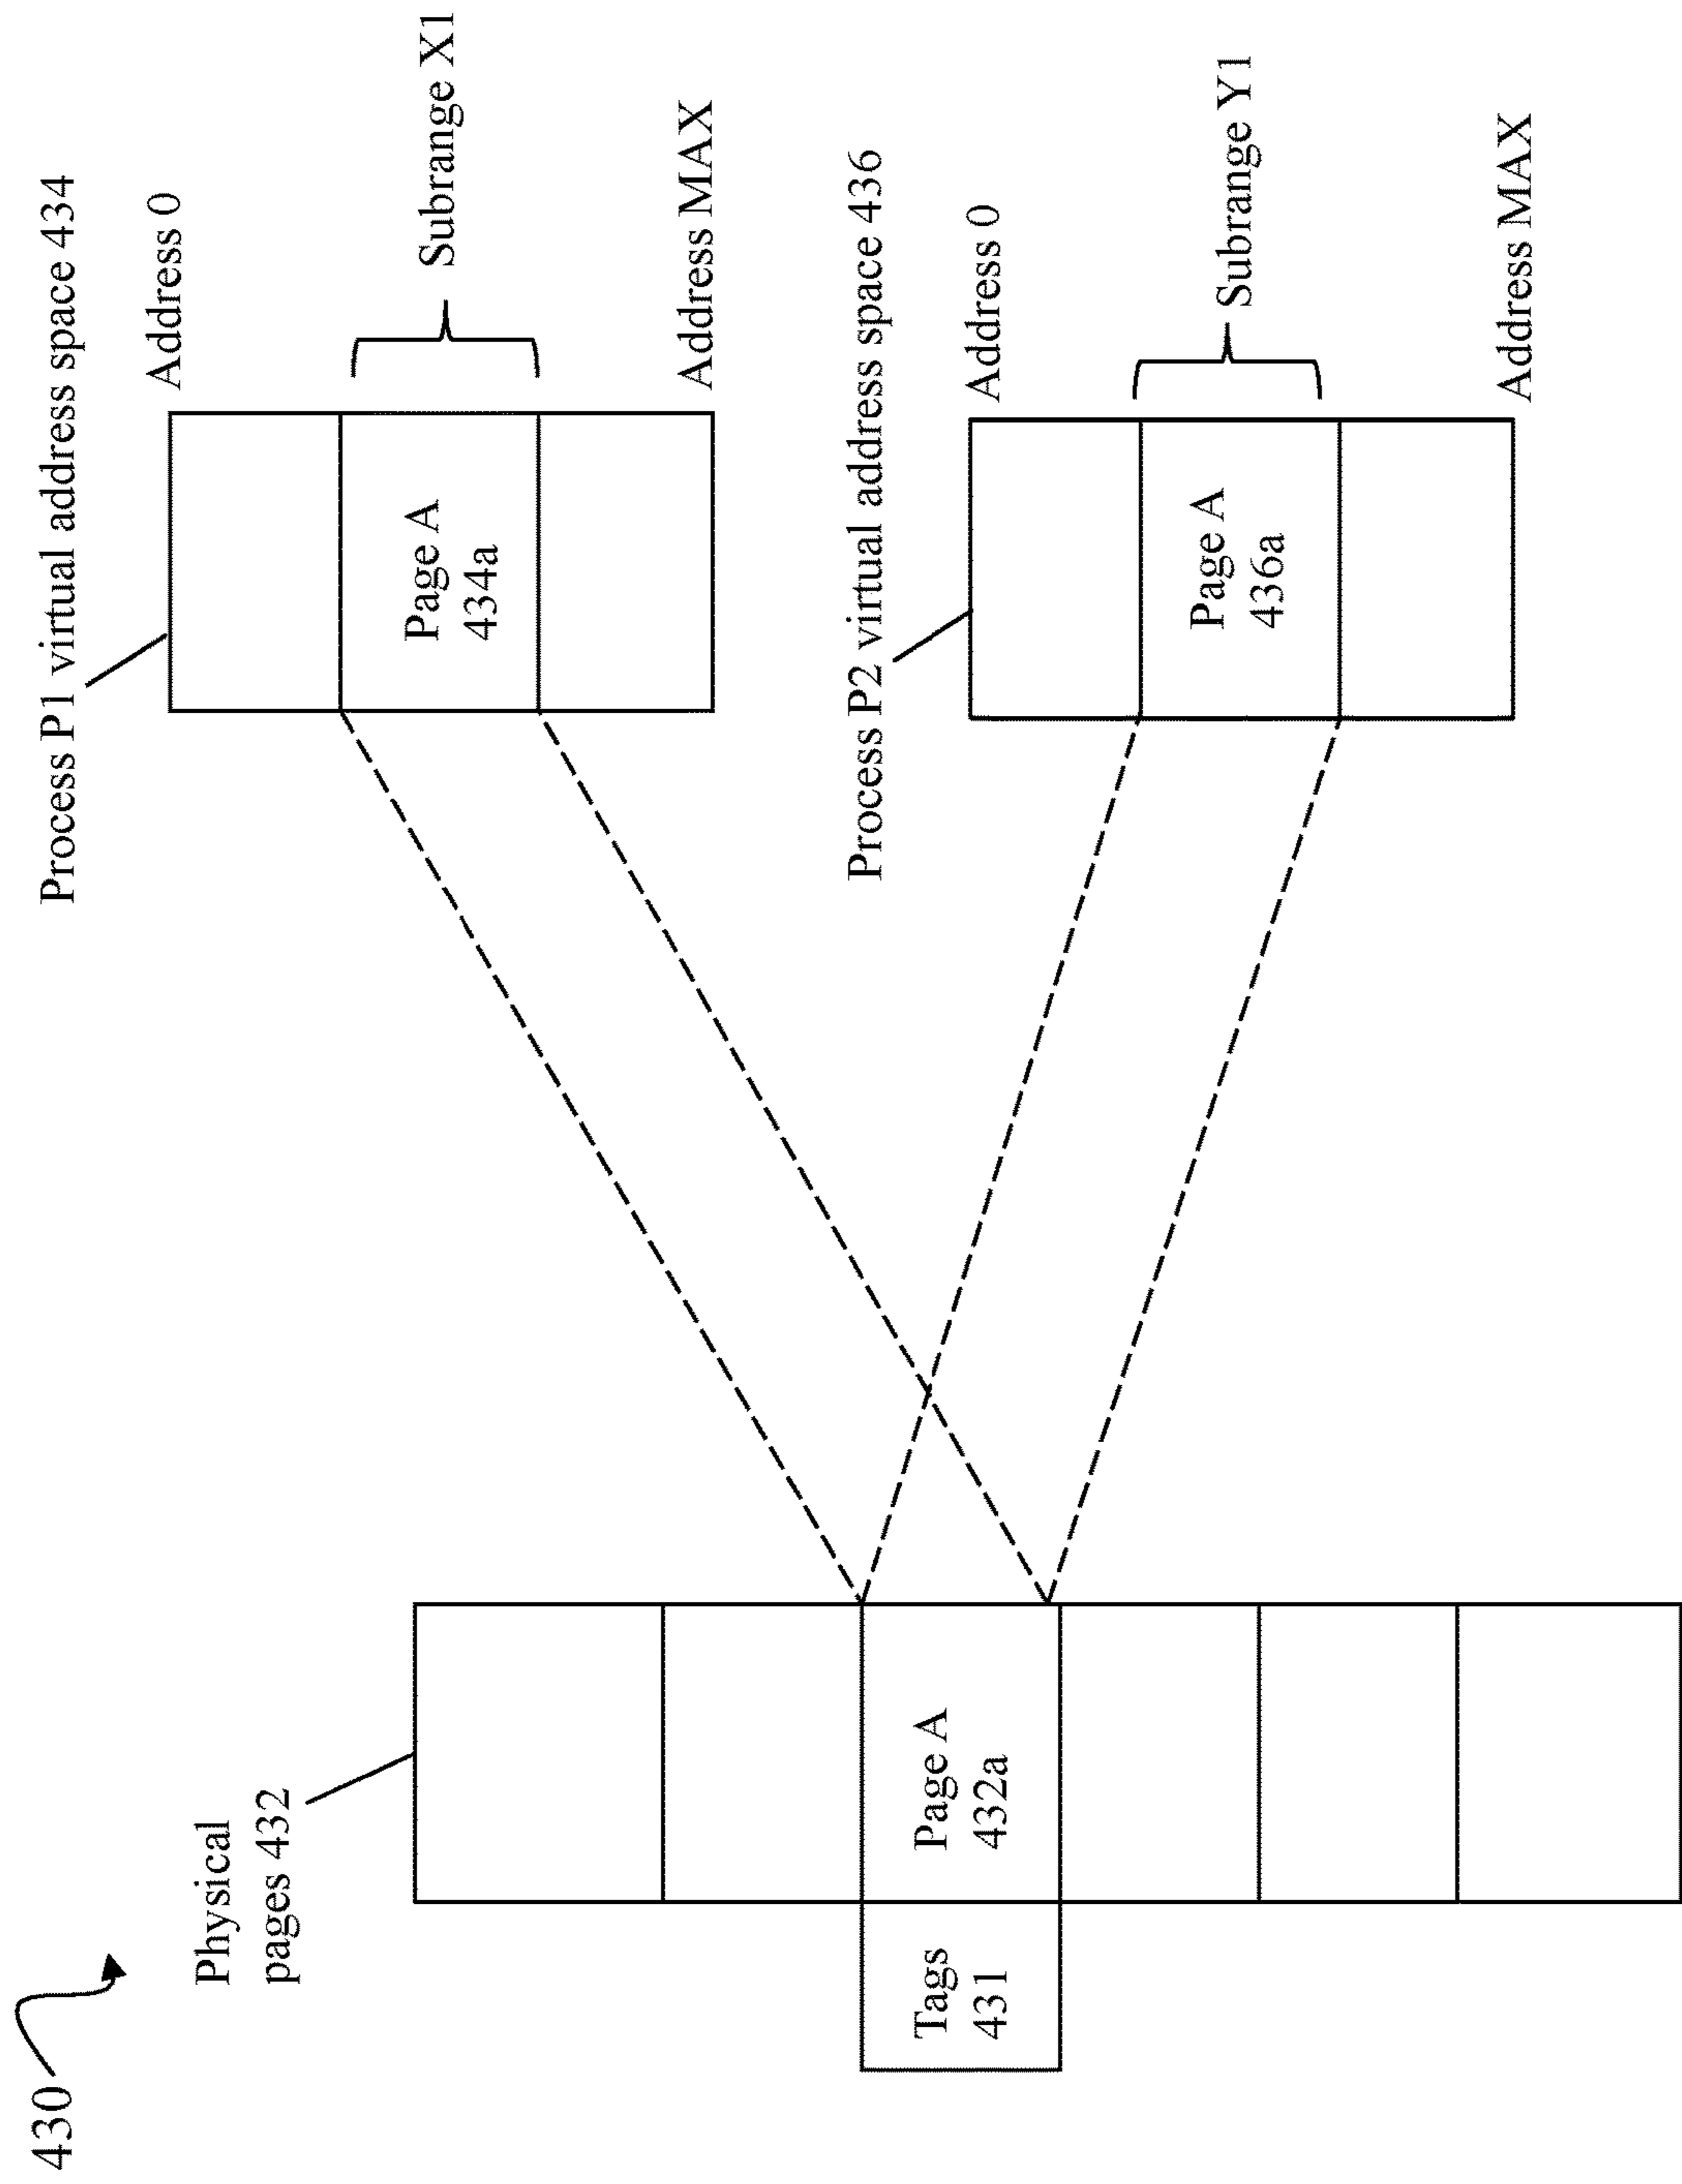 430
Physical
pages 432
Tags
431
Page A
432a
Process P1 virtual address space 434
Address 0
Page A
434a
Subrange X1
Address MAX
Process P2 virtual address space 436
Address 0
Page A
436a
Subrange Y1
Address MAX